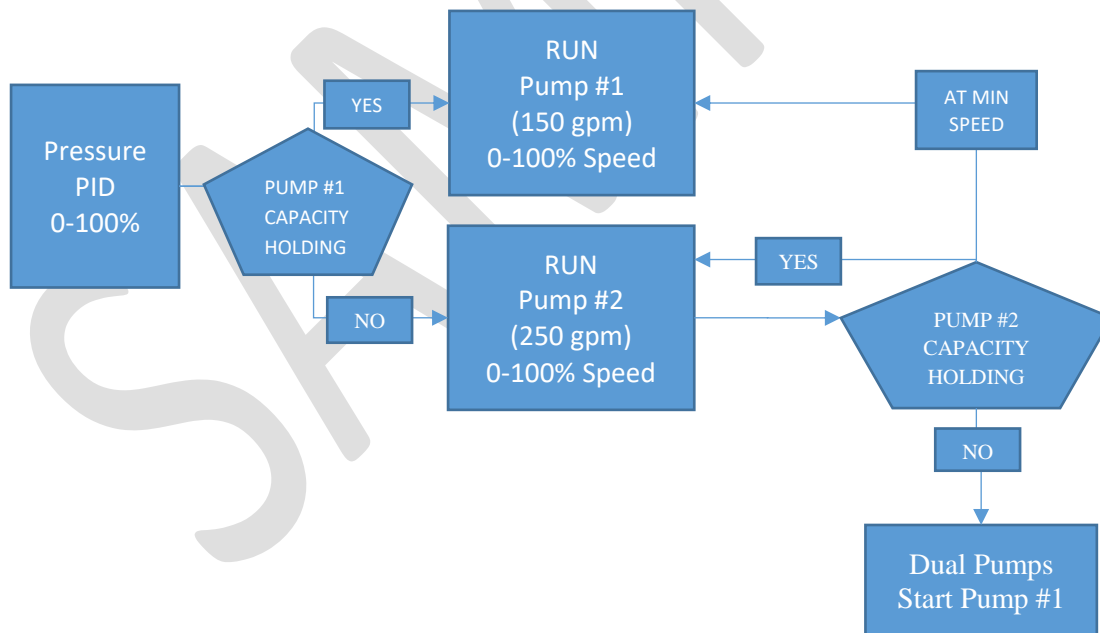 Pressure
PID
0-100%
PUMP #1
CAPACITY
HOLDING
YES
NO
RUN
Pump #1
(150 gpm)
0-100% Speed
RUN
Pump #2
(250 gpm)
0-100% Speed
AT MIN
SPEED
YES
PUMP #2
CAPACITY
HOLDING
NO
Dual Pumps
Start Pump #1